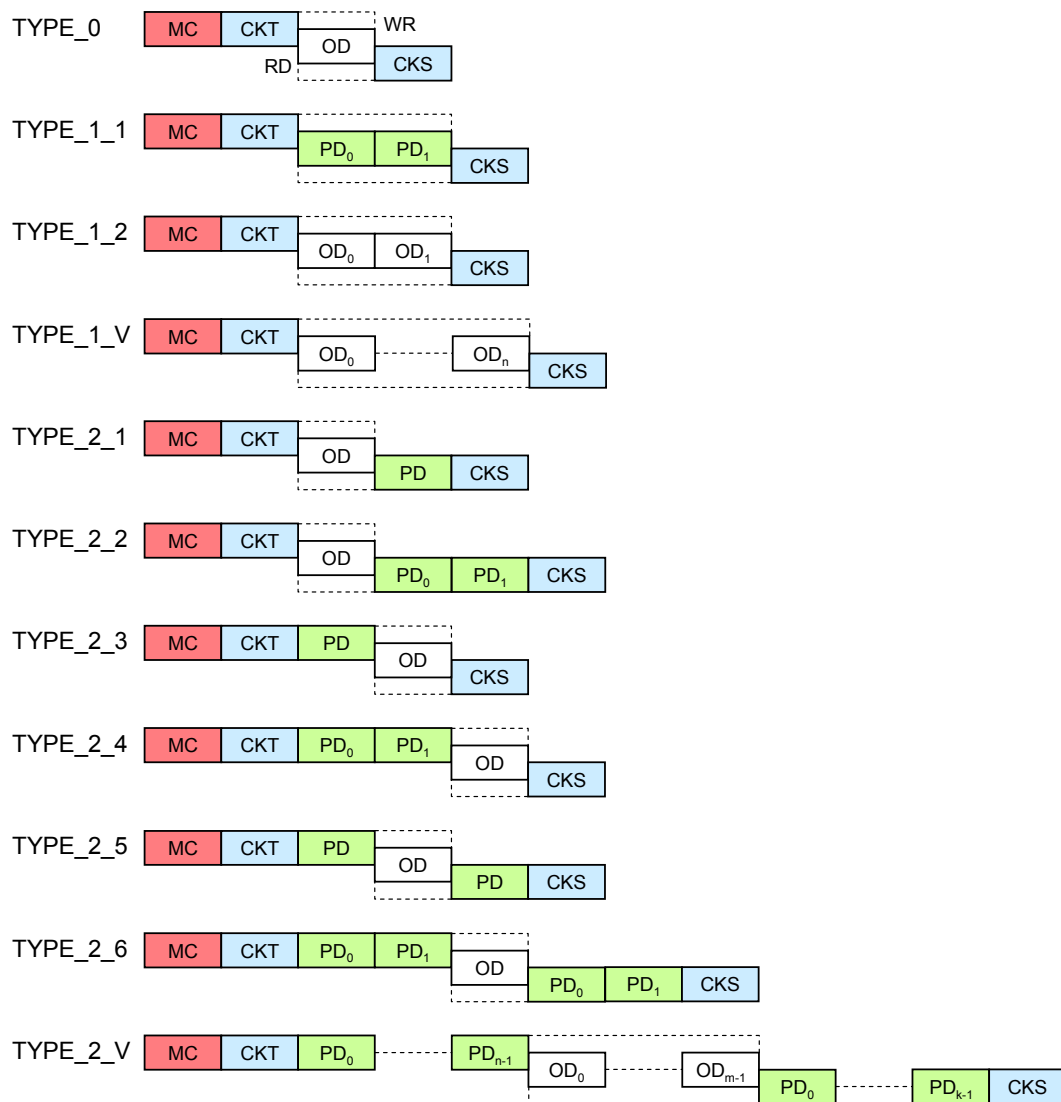 TYPE_0 MC CKT OD WR RD CKS
TYPE_1_1 MC CKT PD0 PD1 CKS
TYPE_1_2 MC CKT OD0 OD1 CKS
TYPE_1_V MC CKT OD0 ODn CKS
TYPE_2_1 MC CKT OD PD CKS
TYPE_2_2 MC CKT OD PD0 PD1 CKS
TYPE_2_3 MC CKT PD OD CKS
TYPE_2_4 MC CKT PD0 PD1 OD CKS
TYPE_2_5 MC CKT PD OD PD CKS
TYPE_2_6 MC CKT PD0 PD1 OD PD0 PD1 CKS
TYPE_2_V MC CKT PD0 PDn-1 OD0 ODm-1 PD0 PDk-1 CKS